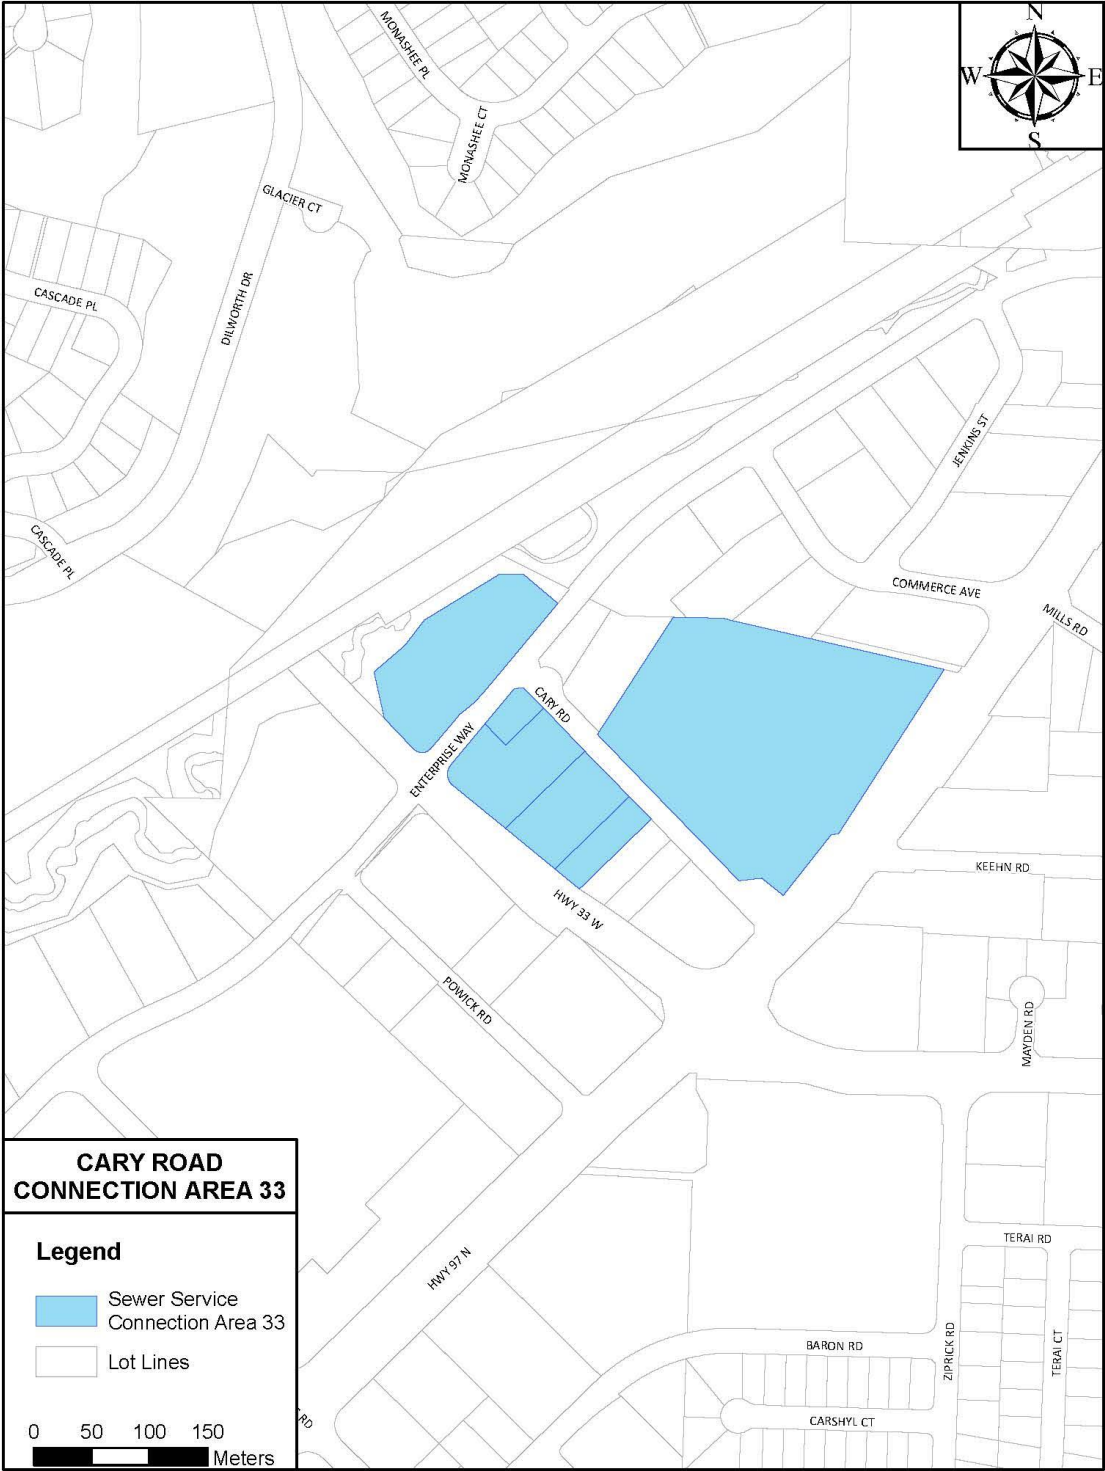 N
W
E
S
MONASHEE PL
MONASHEE CT
GLACIER CT
DILWORTH DR
CASCADE PL
CASCADE PL
JENKINS ST
COMMERCE AVE
MILLS RD
CARY RD
ENTERPRISE WAY
KEEHN RD
HWY 33 W
POWICK RD
MAYDEN RD
CARY ROAD
CONNECTION AREA 33
Legend
Sewer Service
Connection Area 33
Lot Lines
0 50 100 150
Meters
HWY 97 N
TERAI RD
BARON RD
ZIPRICK RD
TERAI CT
CARSHYL CT
RD